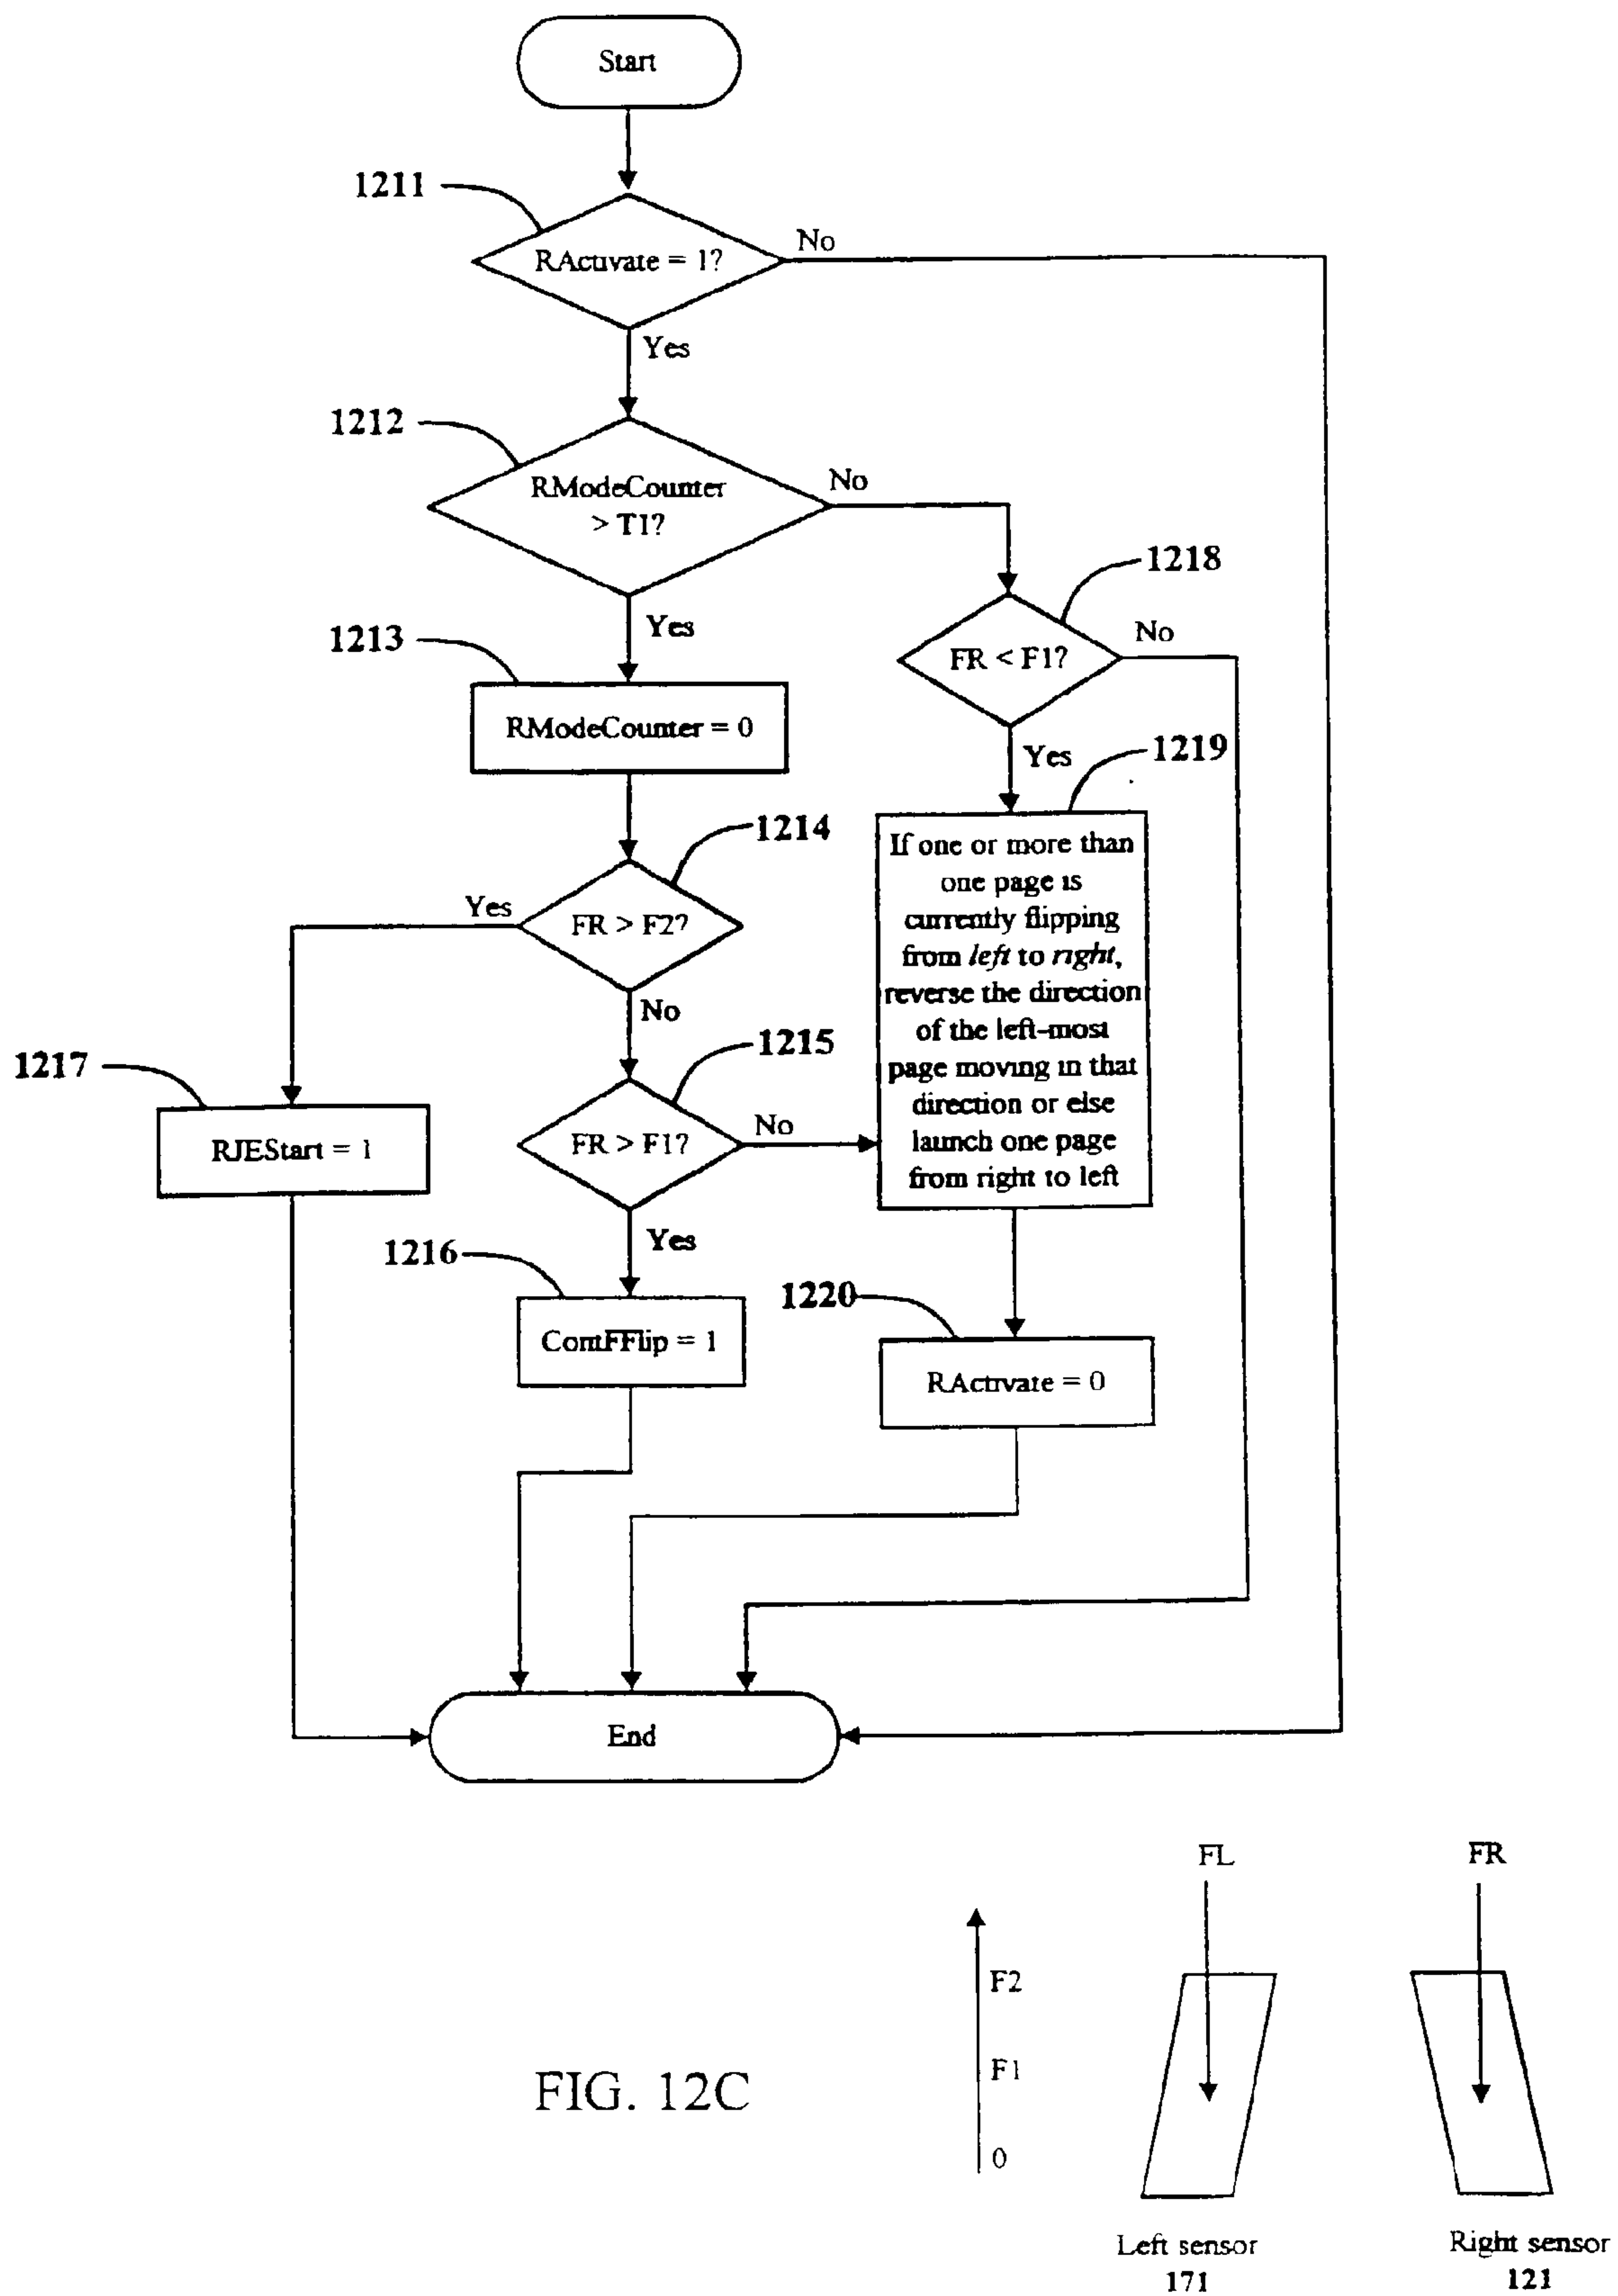 Start
1211
RActivate = 1?
No
Yes
1212
RModeCounter
> T1?
No
1218
Yes
1213
FR < F1?
No
RModeCounter = 0
Yes
1219
1214
If one or more than
one page is
currently flipping
from left to right,
reverse the direction
of the left-most
page moving in that
direction or else
launch one page
from right to left
Yes
FR > F2?
No
1215
1217
FR > F1?
No
RJEStart = 1
Yes
1216
1220
ContFFlip = 1
RActivate = 0
End
FL
FR
F2
F1
0
FIG. 12C
Left sensor
171
Right sensor
121